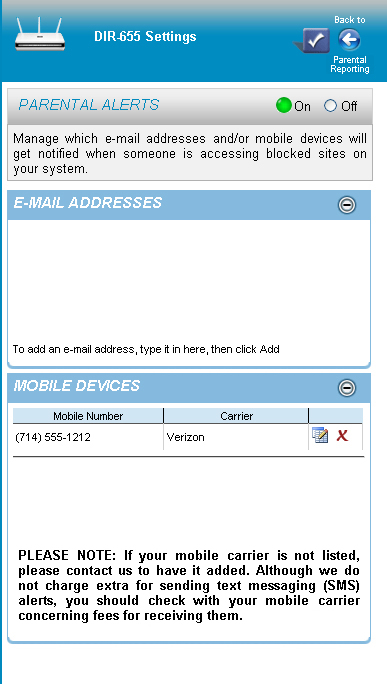 Back to
DIR-655 Settings
Parental
Reporting
PARENTAL ALERTS
On
Off
Manage which e-mail addresses and/or mobile devices will
get notified when someone is accessing blocked sites on
your system.
E-MAIL ADDRESSES
To add an e-mail address, type it in here, then click Add
MOBILE DEVICES
Mobile Number
Carrier
(714) 555-1212
Verizon
PLEASE NOTE: If your mobile carrier is not listed,
please contact us to have it added. Although we do
not charge extra for sending text messaging (SMS)
alerts, you should check with your mobile carrier
concerning fees for receiving them.